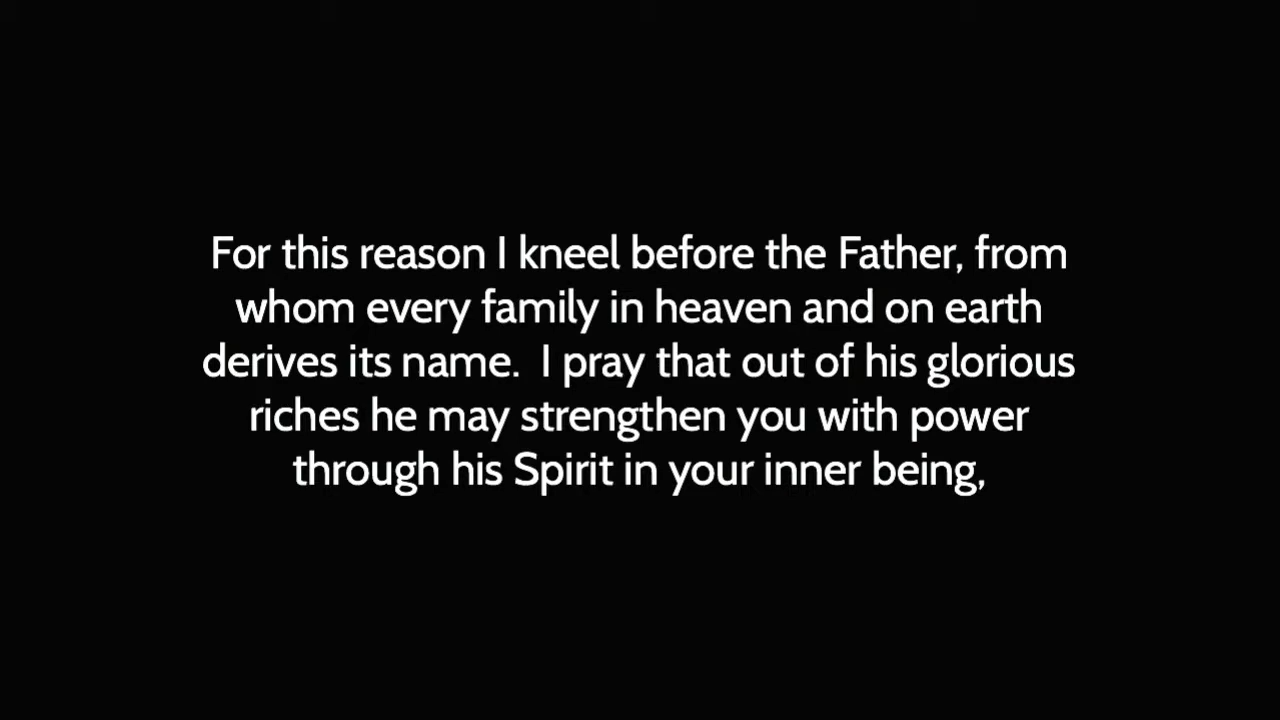 For this reason I kneel before the Father, from
whom every family in heaven and on earth
derives its name.  I pray that out of his glorious
riches he may strengthen you with power
through his Spirit in your inner being,